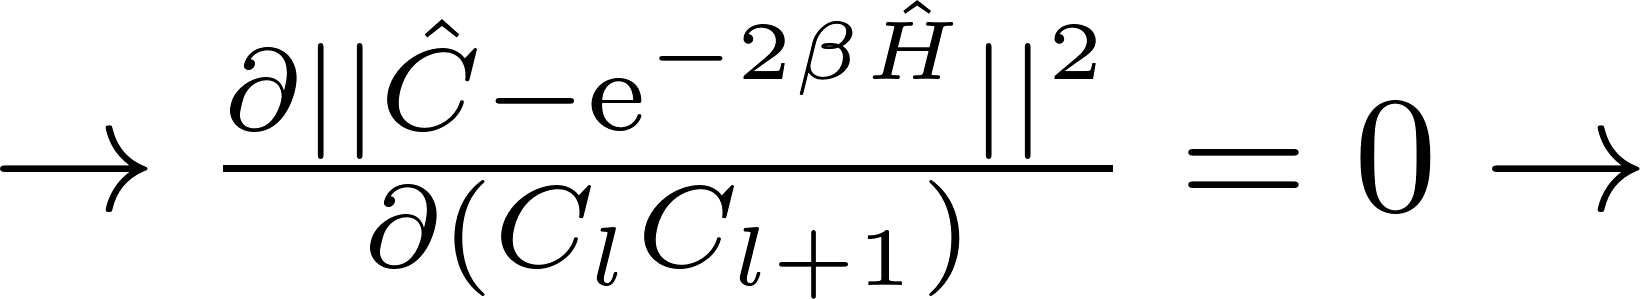 → ∂||Ĉ−e^{−2βĤ}||² / ∂(C_l C_{l+1}) = 0 →